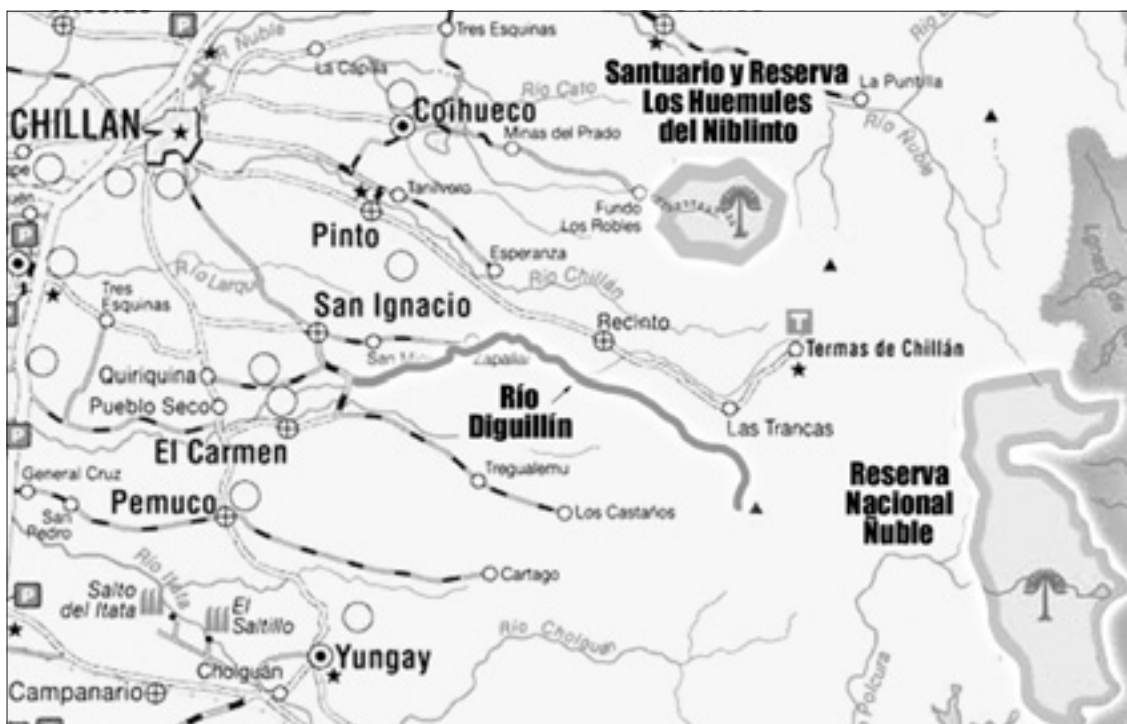 Tres Esquinas
La Capilla
Río Cato
Santuario y Reserva
Los Huemules
del Niblinto
La Puntilla
Río Ñuble
CHILLAN
Coihueco
Minas del Prado
Fundo
Los Robles
Tanilvoro
Pinto
Esperanza
Río Chillán
Tres
Esquinas
San Ignacio
Recinto
T
Termas de Chillán
Zapallar
Quiriquina
Río
Diguillín
Pueblo Seco
Las Trancas
El Carmen
Tregualemu
General Cruz
San
Pedro
Pemuco
Los Castaños
Reserva
Nacional
Ñuble
Cartago
Río Itata
Salto
del Itata
El
Saltillo
Río Cholguán
Yungay
Cholguán
Campanario
Polcura